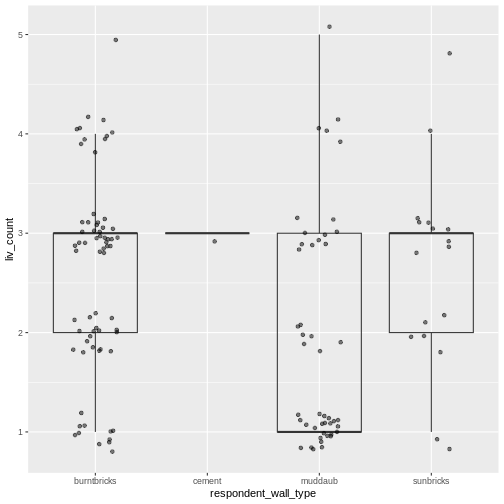 5
4
3
2
1
liv_count
burntbricks cement muddaub sunbricks
respondent_wall_type